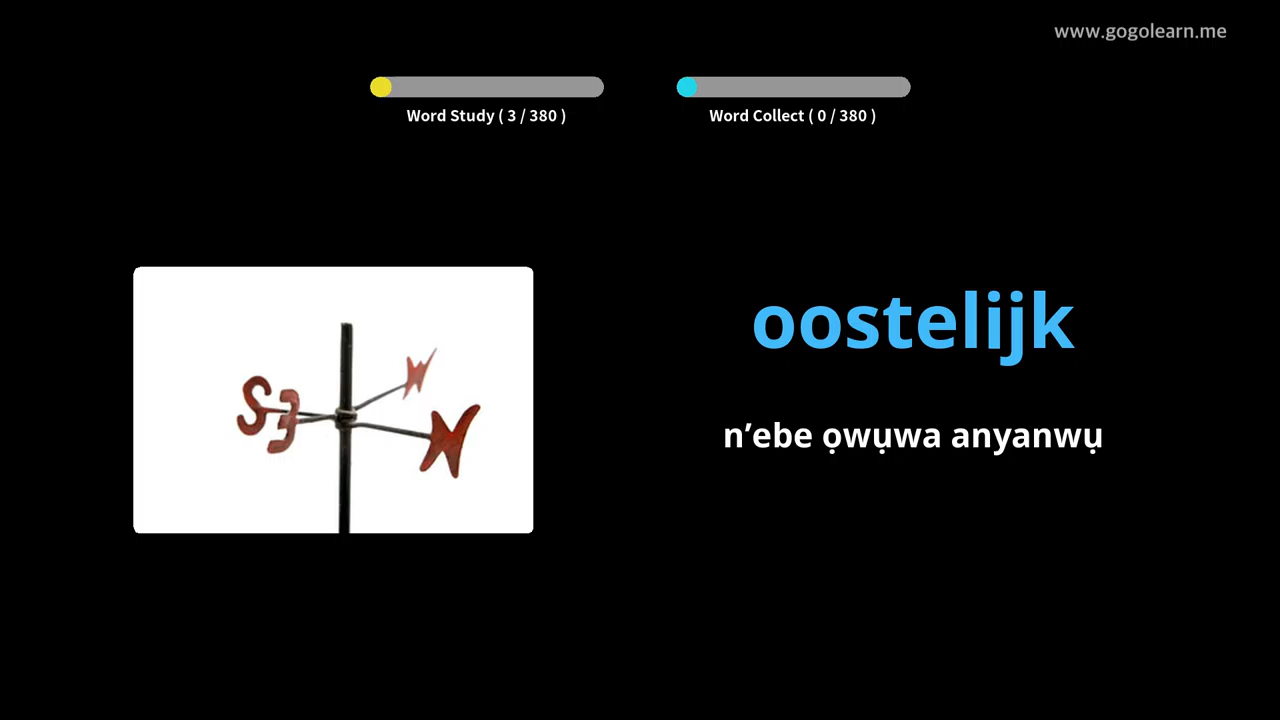 www.gogolearn.me
Word Study ( 3 / 380 )
Word Collect ( 0 / 380 )
oostelijk
n’ebe ọwụwa anyanwụ
S E W N